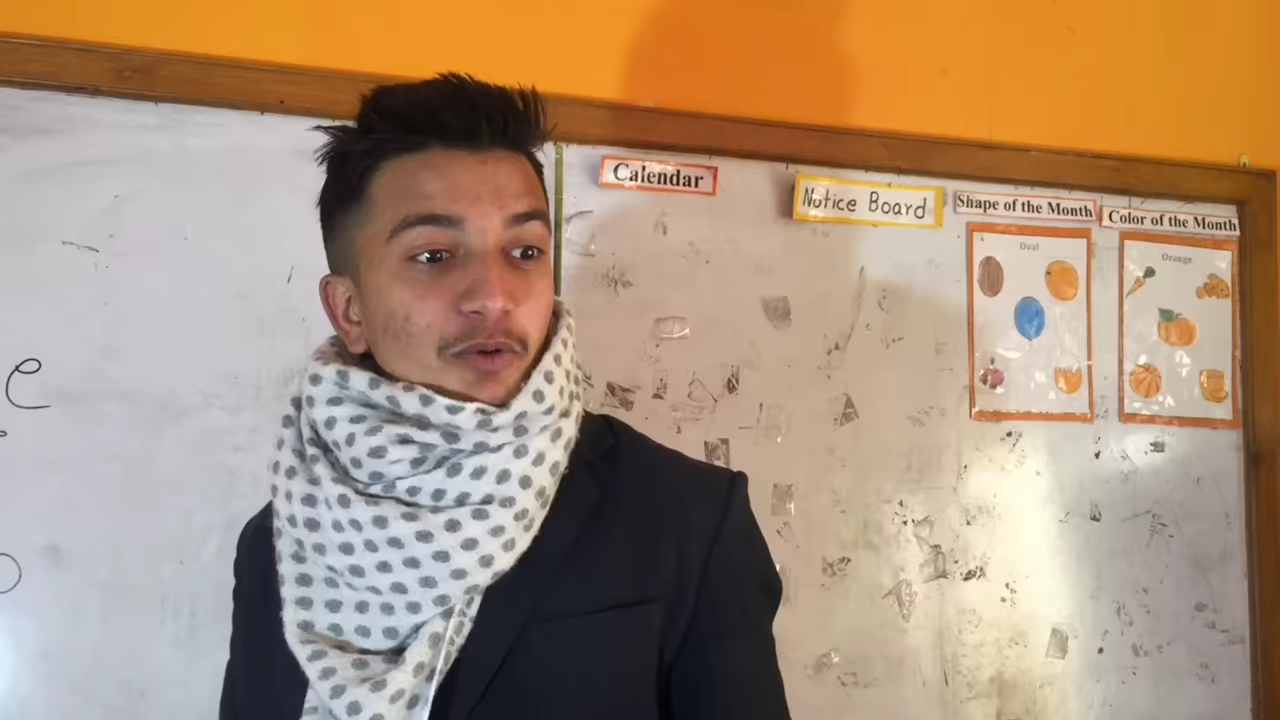 Calendar
Notice Board
Shape of the Month
Color of the Month
Oval
Orange
e